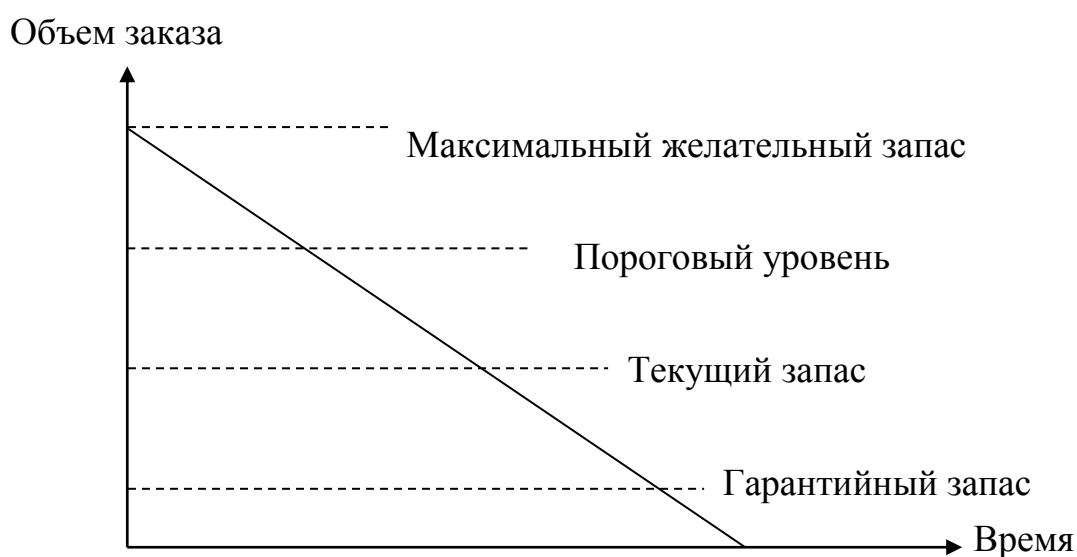 Объем заказа
Максимальный желательный запас
Пороговый уровень
Текущий запас
Гарантийный запас
Время